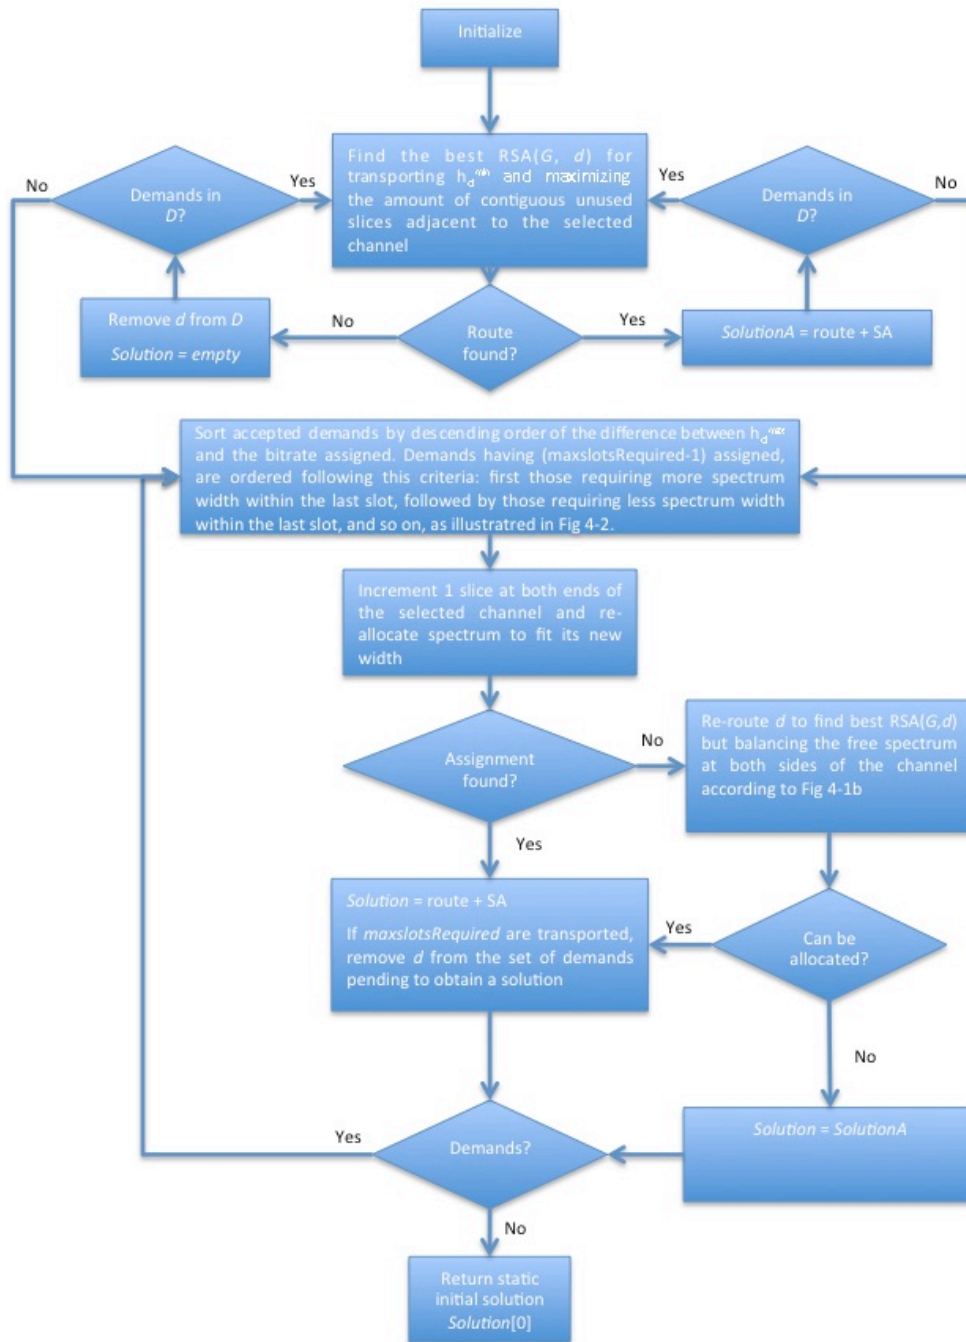 Initialize
Find the best RSA(G, d) for
transporting h_d^min and maximizing
the amount of contiguous unused
slices adjacent to the selected
channel
No
Demands in
D?
Yes
Yes
Demands in
D?
No
Remove d from D
Solution = empty
No
Route
found?
Yes
SolutionA = route + SA
Sort accepted demands by descending order of the difference between h_d^max
and the bitrate assigned. Demands having (maxslotsRequired-1) assigned,
are ordered following this criteria: first those requiring more spectrum
width within the last slot, followed by those requiring less spectrum width
within the last slot, and so on, as illustratred in Fig 4-2.
Increment 1 slice at both ends of
the selected channel and re-
allocate spectrum to fit its new
width
Assignment
found?
No
Re-route d to find best RSA(G,d)
but balancing the free spectrum
at both sides of the channel
according to Fig 4-1b
Yes
Solution = route + SA
If maxslotsRequired are transported,
remove d from the set of demands
pending to obtain a solution
Yes
Can be
allocated?
No
Yes
Demands?
Solution = SolutionA
No
Return static
initial solution
Solution[0]